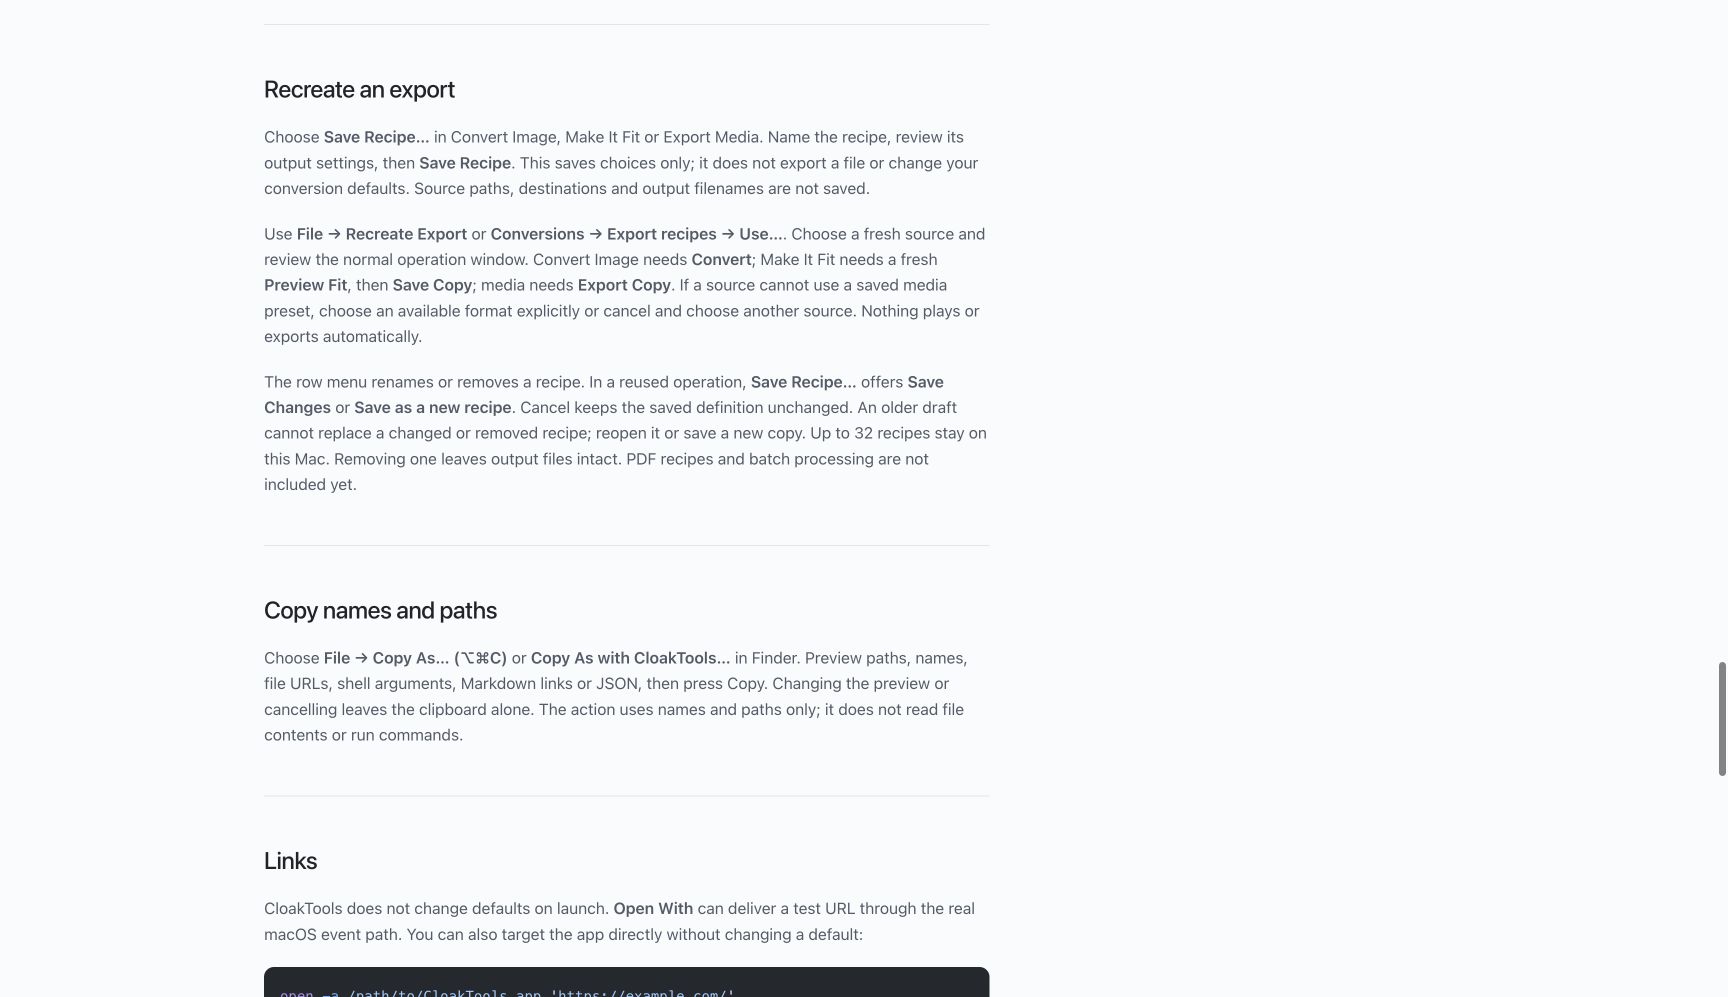 Recreate an export
Choose Save Recipe... in Convert Image, Make It Fit or Export Media. Name the recipe, review its
output settings, then Save Recipe. This saves choices only; it does not export a file or change your
conversion defaults. Source paths, destinations and output filenames are not saved.
Use File → Recreate Export or Conversions → Export recipes → Use.... Choose a fresh source and
review the normal operation window. Convert Image needs Convert; Make It Fit needs a fresh
Preview Fit, then Save Copy; media needs Export Copy. If a source cannot use a saved media
preset, choose an available format explicitly or cancel and choose another source. Nothing plays or
exports automatically.
The row menu renames or removes a recipe. In a reused operation, Save Recipe... offers Save
Changes or Save as a new recipe. Cancel keeps the saved definition unchanged. An older draft
cannot replace a changed or removed recipe; reopen it or save a new copy. Up to 32 recipes stay on
this Mac. Removing one leaves output files intact. PDF recipes and batch processing are not
included yet.
Copy names and paths
Choose File → Copy As... (⌥⌘C) or Copy As with CloakTools... in Finder. Preview paths, names,
file URLs, shell arguments, Markdown links or JSON, then press Copy. Changing the preview or
cancelling leaves the clipboard alone. The action uses names and paths only; it does not read file
contents or run commands.
Links
CloakTools does not change defaults on launch. Open With can deliver a test URL through the real
macOS event path. You can also target the app directly without changing a default:
open -a /path/to/CloakTools.app 'https://example.com/'